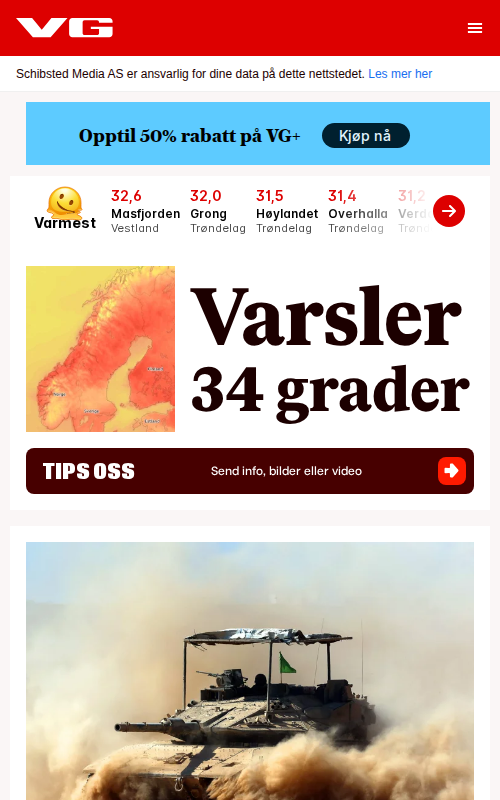 VG
Schibsted Media AS er ansvarlig for dine data på dette nettstedet. Les mer her
Opptil 50% rabatt på VG+
Kjøp nå
Varmest
32,6
Masfjorden
Vestland
32,0
Grong
Trøndelag
31,5
Høylandet
Trøndelag
31,4
Overhalla
Trøndelag
31,2
Verd
Trønd
Varsler
34 grader
TIPS OSS
Send info, bilder eller video